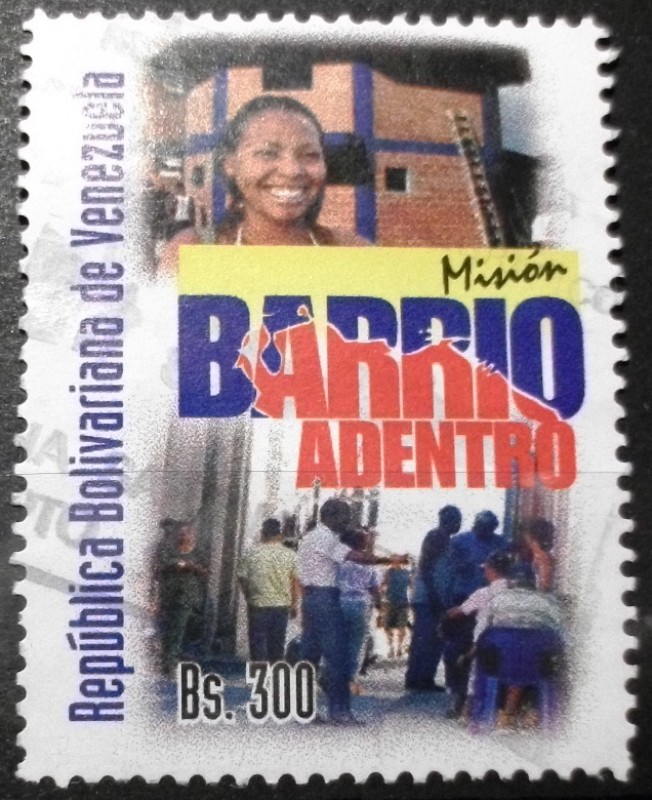 República Bolivariana de Venezuela
Misión
BARRIO
ADENTRO
Bs. 300